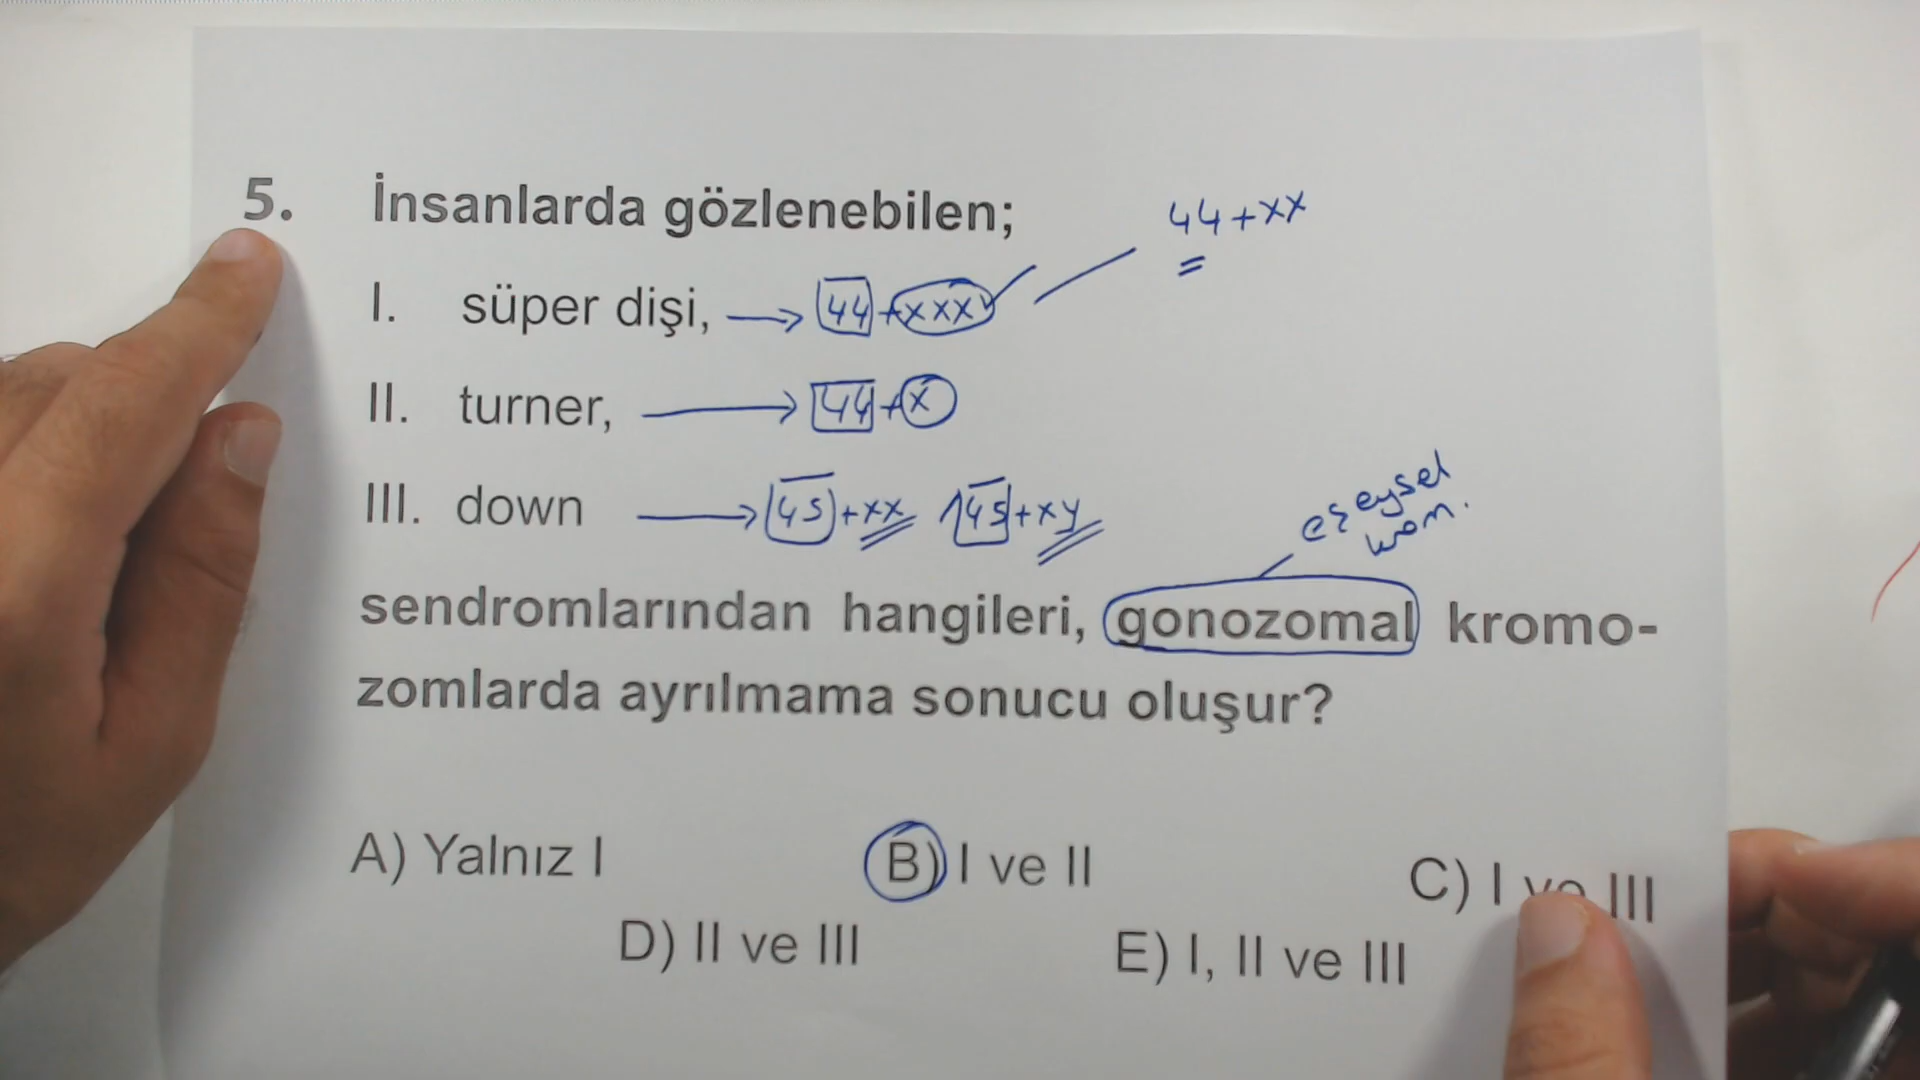 5. İnsanlarda gözlenebilen;
44+xx
I. süper dişi, → 44+xxx
II. turner, → 44+x
III. down → 45+xx 45+xy
eşeysel
krom.
sendromlarından hangileri, gonozomal kromo-
zomlarda ayrılmama sonucu oluşur?
A) Yalnız I B) I ve II C) I ve III
D) II ve III E) I, II ve III